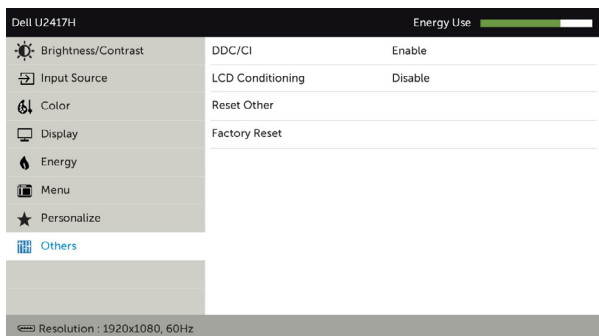 Dell U2417H Energy Use
Brightness/Contrast DDC/CI Enable
Input Source LCD Conditioning Disable
Color Reset Other
Display Factory Reset
Energy
Menu
Personalize
Others
Resolution : 1920x1080, 60Hz